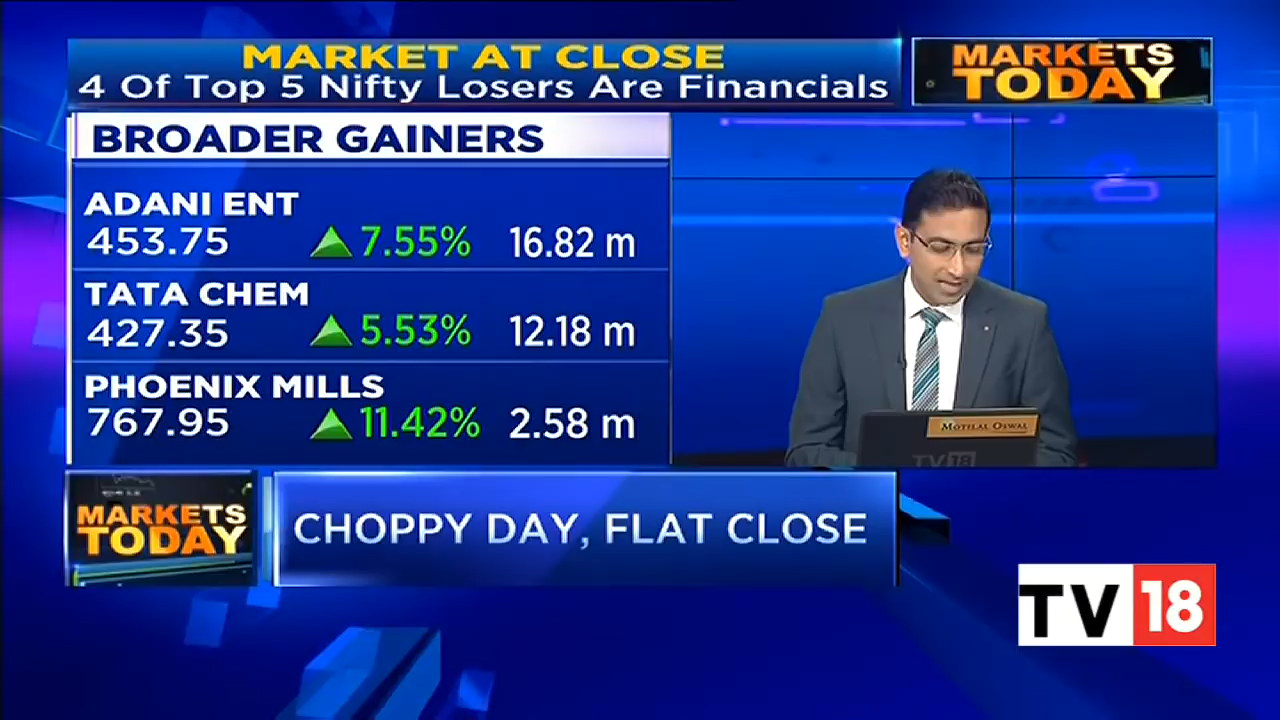 MARKET AT CLOSE
4 Of Top 5 Nifty Losers Are Financials
MARKETS
TODAY
BROADER GAINERS
ADANI ENT
453.75 7.55% 16.82 m
TATA CHEM
427.35 5.53% 12.18 m
PHOENIX MILLS
767.95 11.42% 2.58 m
MOTILAL OSWAL
TV18
MARKETS
TODAY
CHOPPY DAY, FLAT CLOSE
TV18